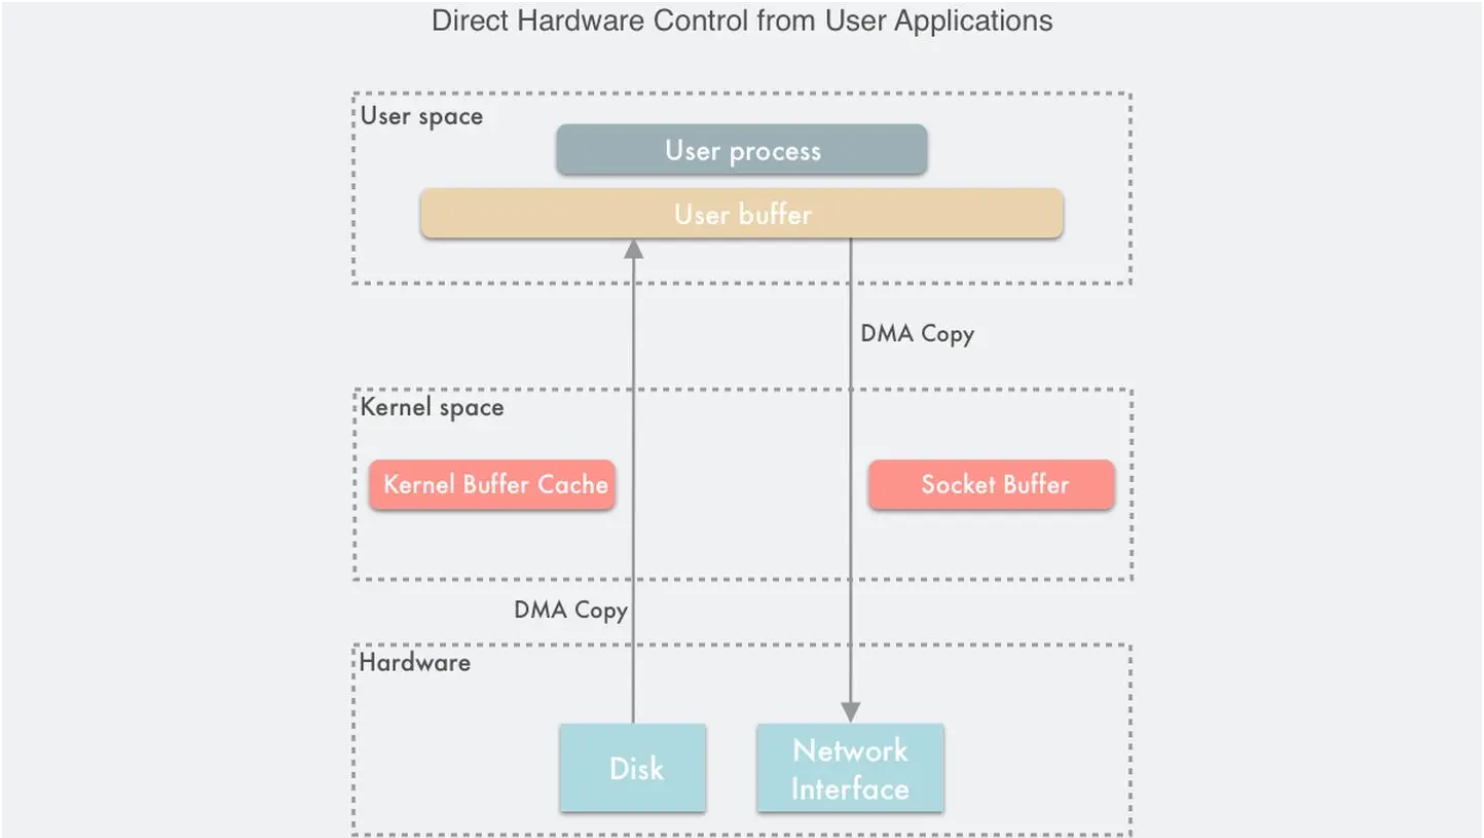 Direct Hardware Control from User Applications
User space
User process
User buffer
DMA Copy
Kernel space
Kernel Buffer Cache
Socket Buffer
DMA Copy
Hardware
Disk
Network
Interface